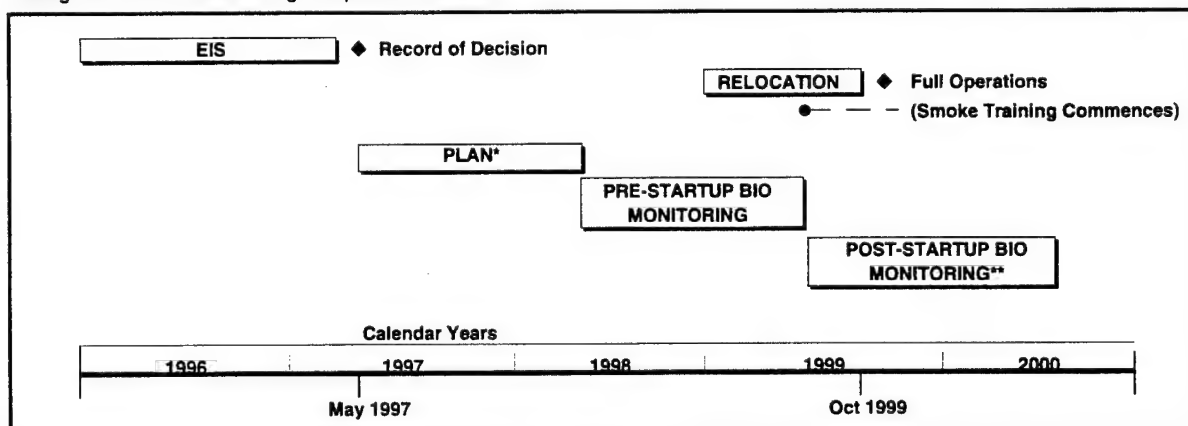 EIS
Record of Decision
RELOCATION
Full Operations
(Smoke Training Commences)
PLAN*
PRE-STARTUP BIO
MONITORING
POST-STARTUP BIO
MONITORING**
Calendar Years
1996 1997 1998 1999 2000
May 1997 Oct 1999